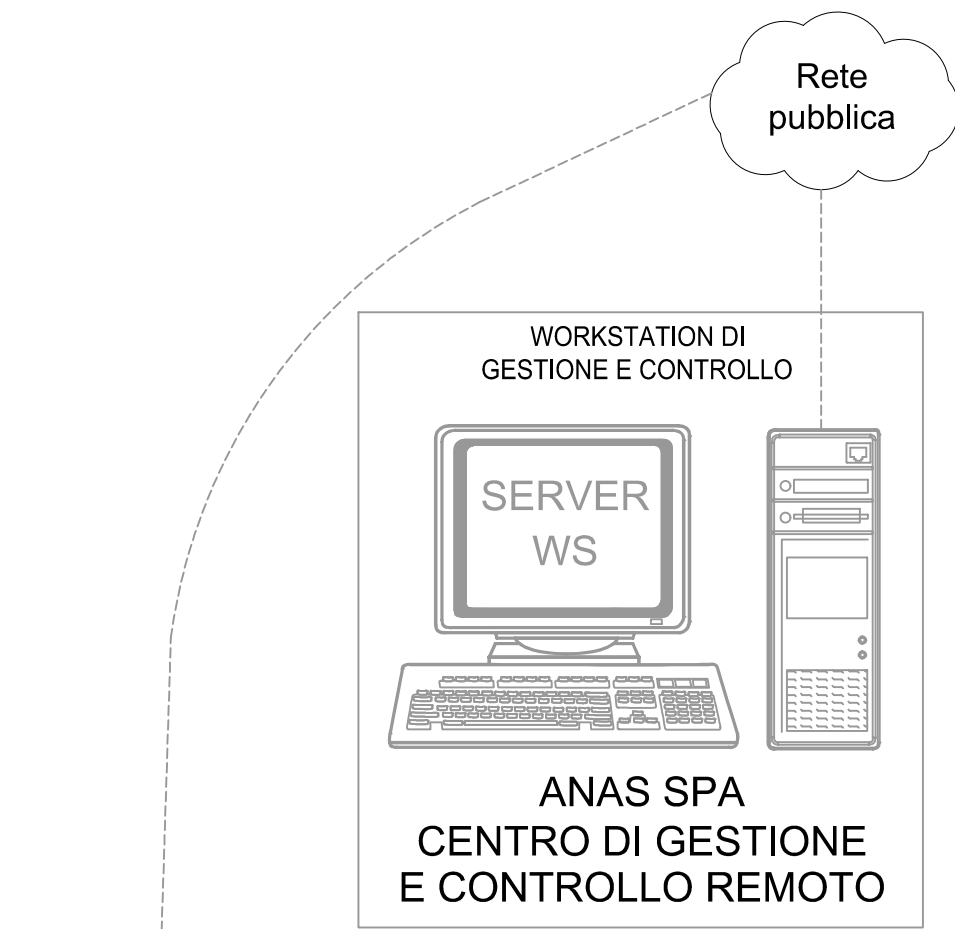 Rete
pubblica
WORKSTATION DI
GESTIONE E CONTROLLO
SERVER
WS
ANAS SPA
CENTRO DI GESTIONE
E CONTROLLO REMOTO